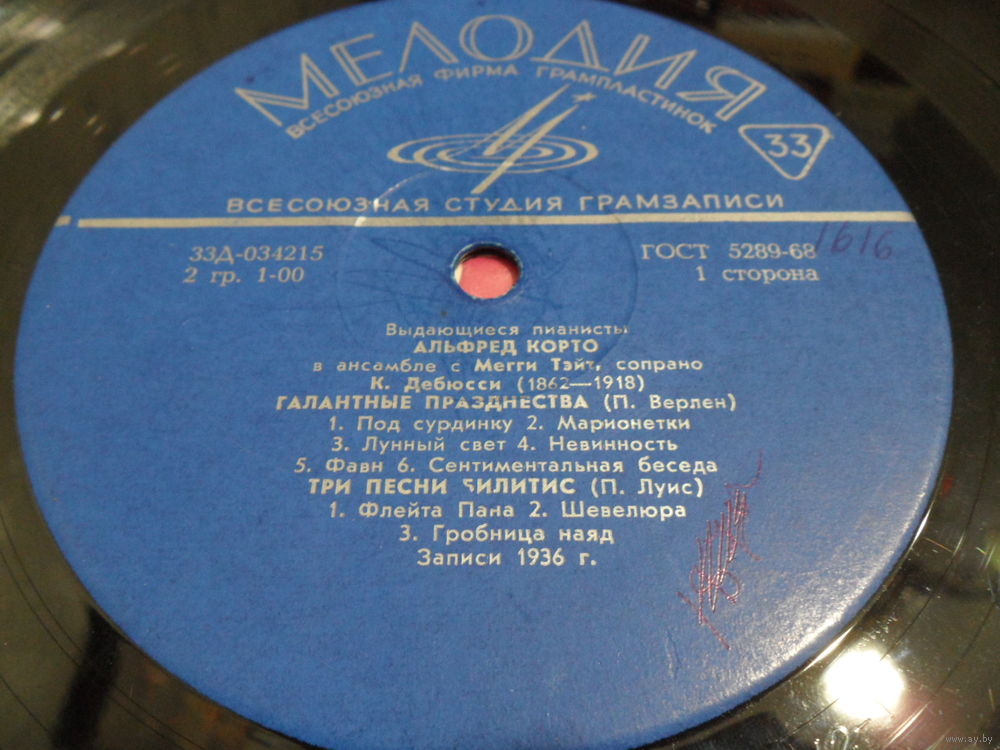 МЕЛОДИЯ
ВСЕСОЮЗНАЯ ФИРМА ГРАМПЛАСТИНОК
33
ВСЕСОЮЗНАЯ СТУДИЯ ГРАМЗАПИСИ
33Д-034215
2 гр. 1-00
ГОСТ 5289-68
1 сторона
1616
Выдающиеся пианисты
АЛЬФРЕД КОРТО
в ансамбле с Мегги Тэйт, сопрано
К. Дебюсси (1862—1918)
ГАЛАНТНЫЕ ПРАЗДНЕСТВА (П. Верлен)
1. Под сурдинку 2. Марионетки
3. Лунный свет 4. Невинность
5. Фавн 6. Сентиментальная беседа
ТРИ ПЕСНИ БИЛИТИС (П. Луис)
1. Флейта Пана 2. Шевелюра
3. Гробница наяд
Записи 1936 г.
www.ay.by